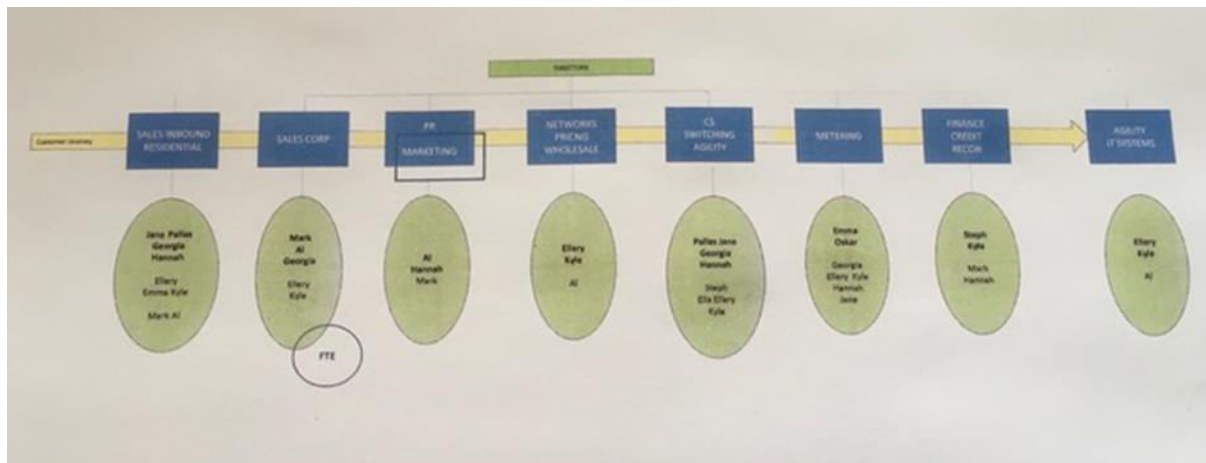 Customer Journey
SALES INBOUND
RESIDENTIAL
SALES CORP
PR
MARKETING
NETWORKS
PRICING
WHOLESALE
CS
SWITCHING
AGILITY
METERING
FINANCE
CREDIT
RECON
AGILITY
IT SYSTEMS
Jane Pallas
Georgia
Hannah
Ellery
Emma Kyle
Mark Al
Mark
Al
Georgia
Ellery
Kyle
FTE
Al
Hannah
Mark
Ellery
Kyle
Al
Pallas Jane
Georgia
Hannah
Steph
Ella Ellery
Kyle
Emma
Oskar
Georgia
Ellery Kyle
Hannah
Jane
Steph
Kyle
Mark
Hannah
Ellery
Kyle
Al